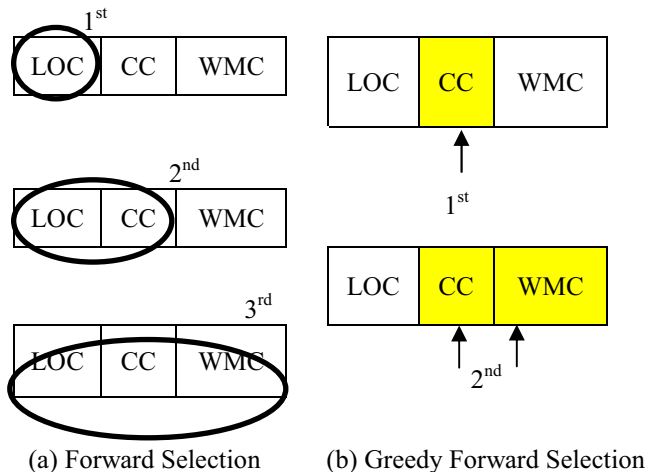 1st
LOC CC WMC
2nd
LOC CC WMC
3rd
LOC CC WMC
(a) Forward Selection
LOC CC WMC
1st
LOC CC WMC
2nd
(b) Greedy Forward Selection